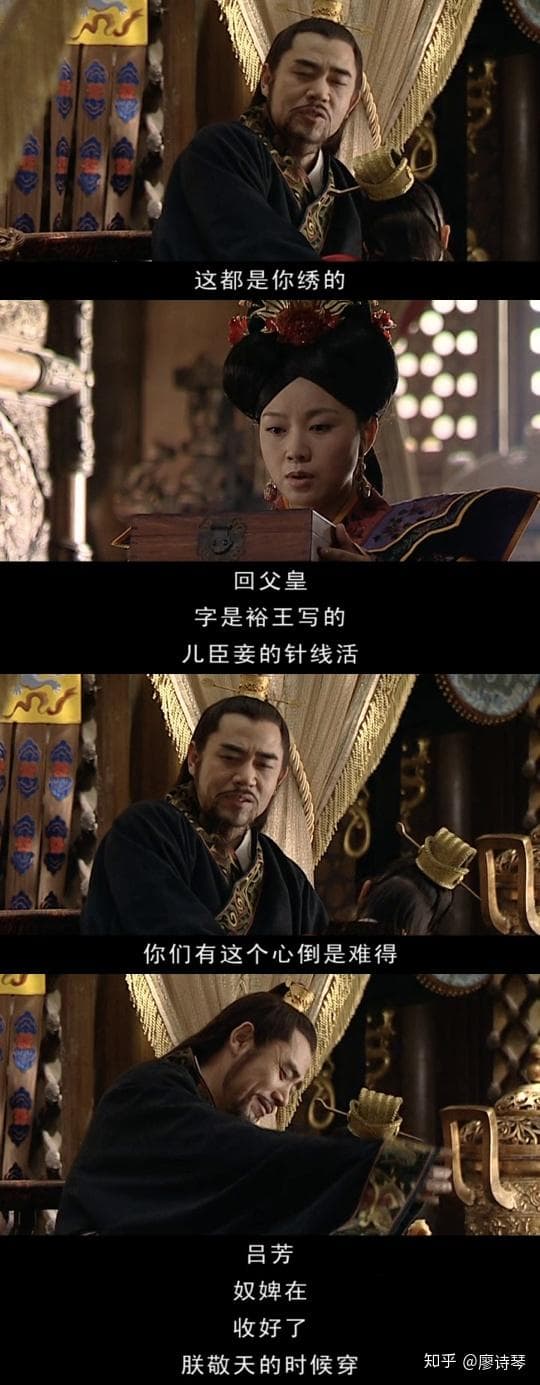 这都是你绣的
回父皇
字是裕王写的
儿臣妾的针线活
你们有这个心倒是难得
吕芳
奴婢在
收好了
朕敬天的时候穿
知乎 @廖诗琴